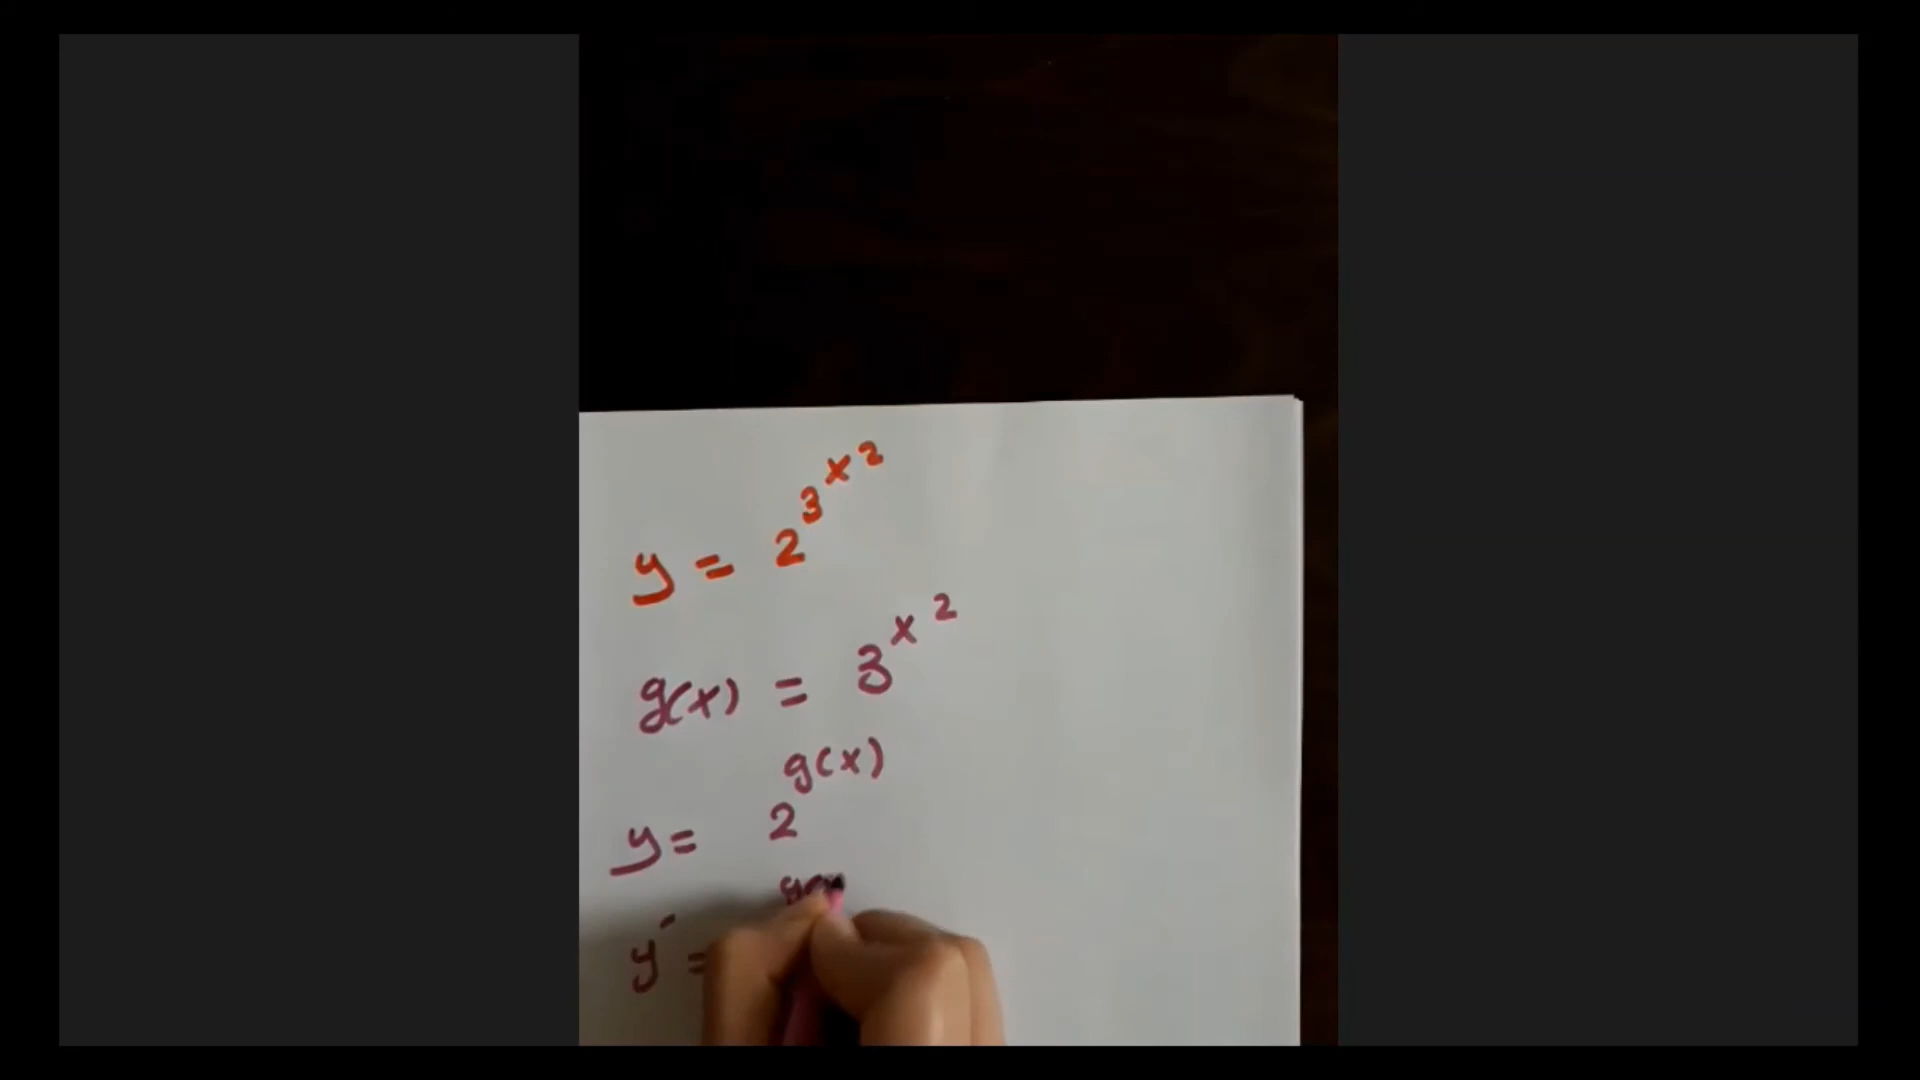 y = 2^3^x^2
g(x) = 3^x^2
y = 2^g(x)
y' =